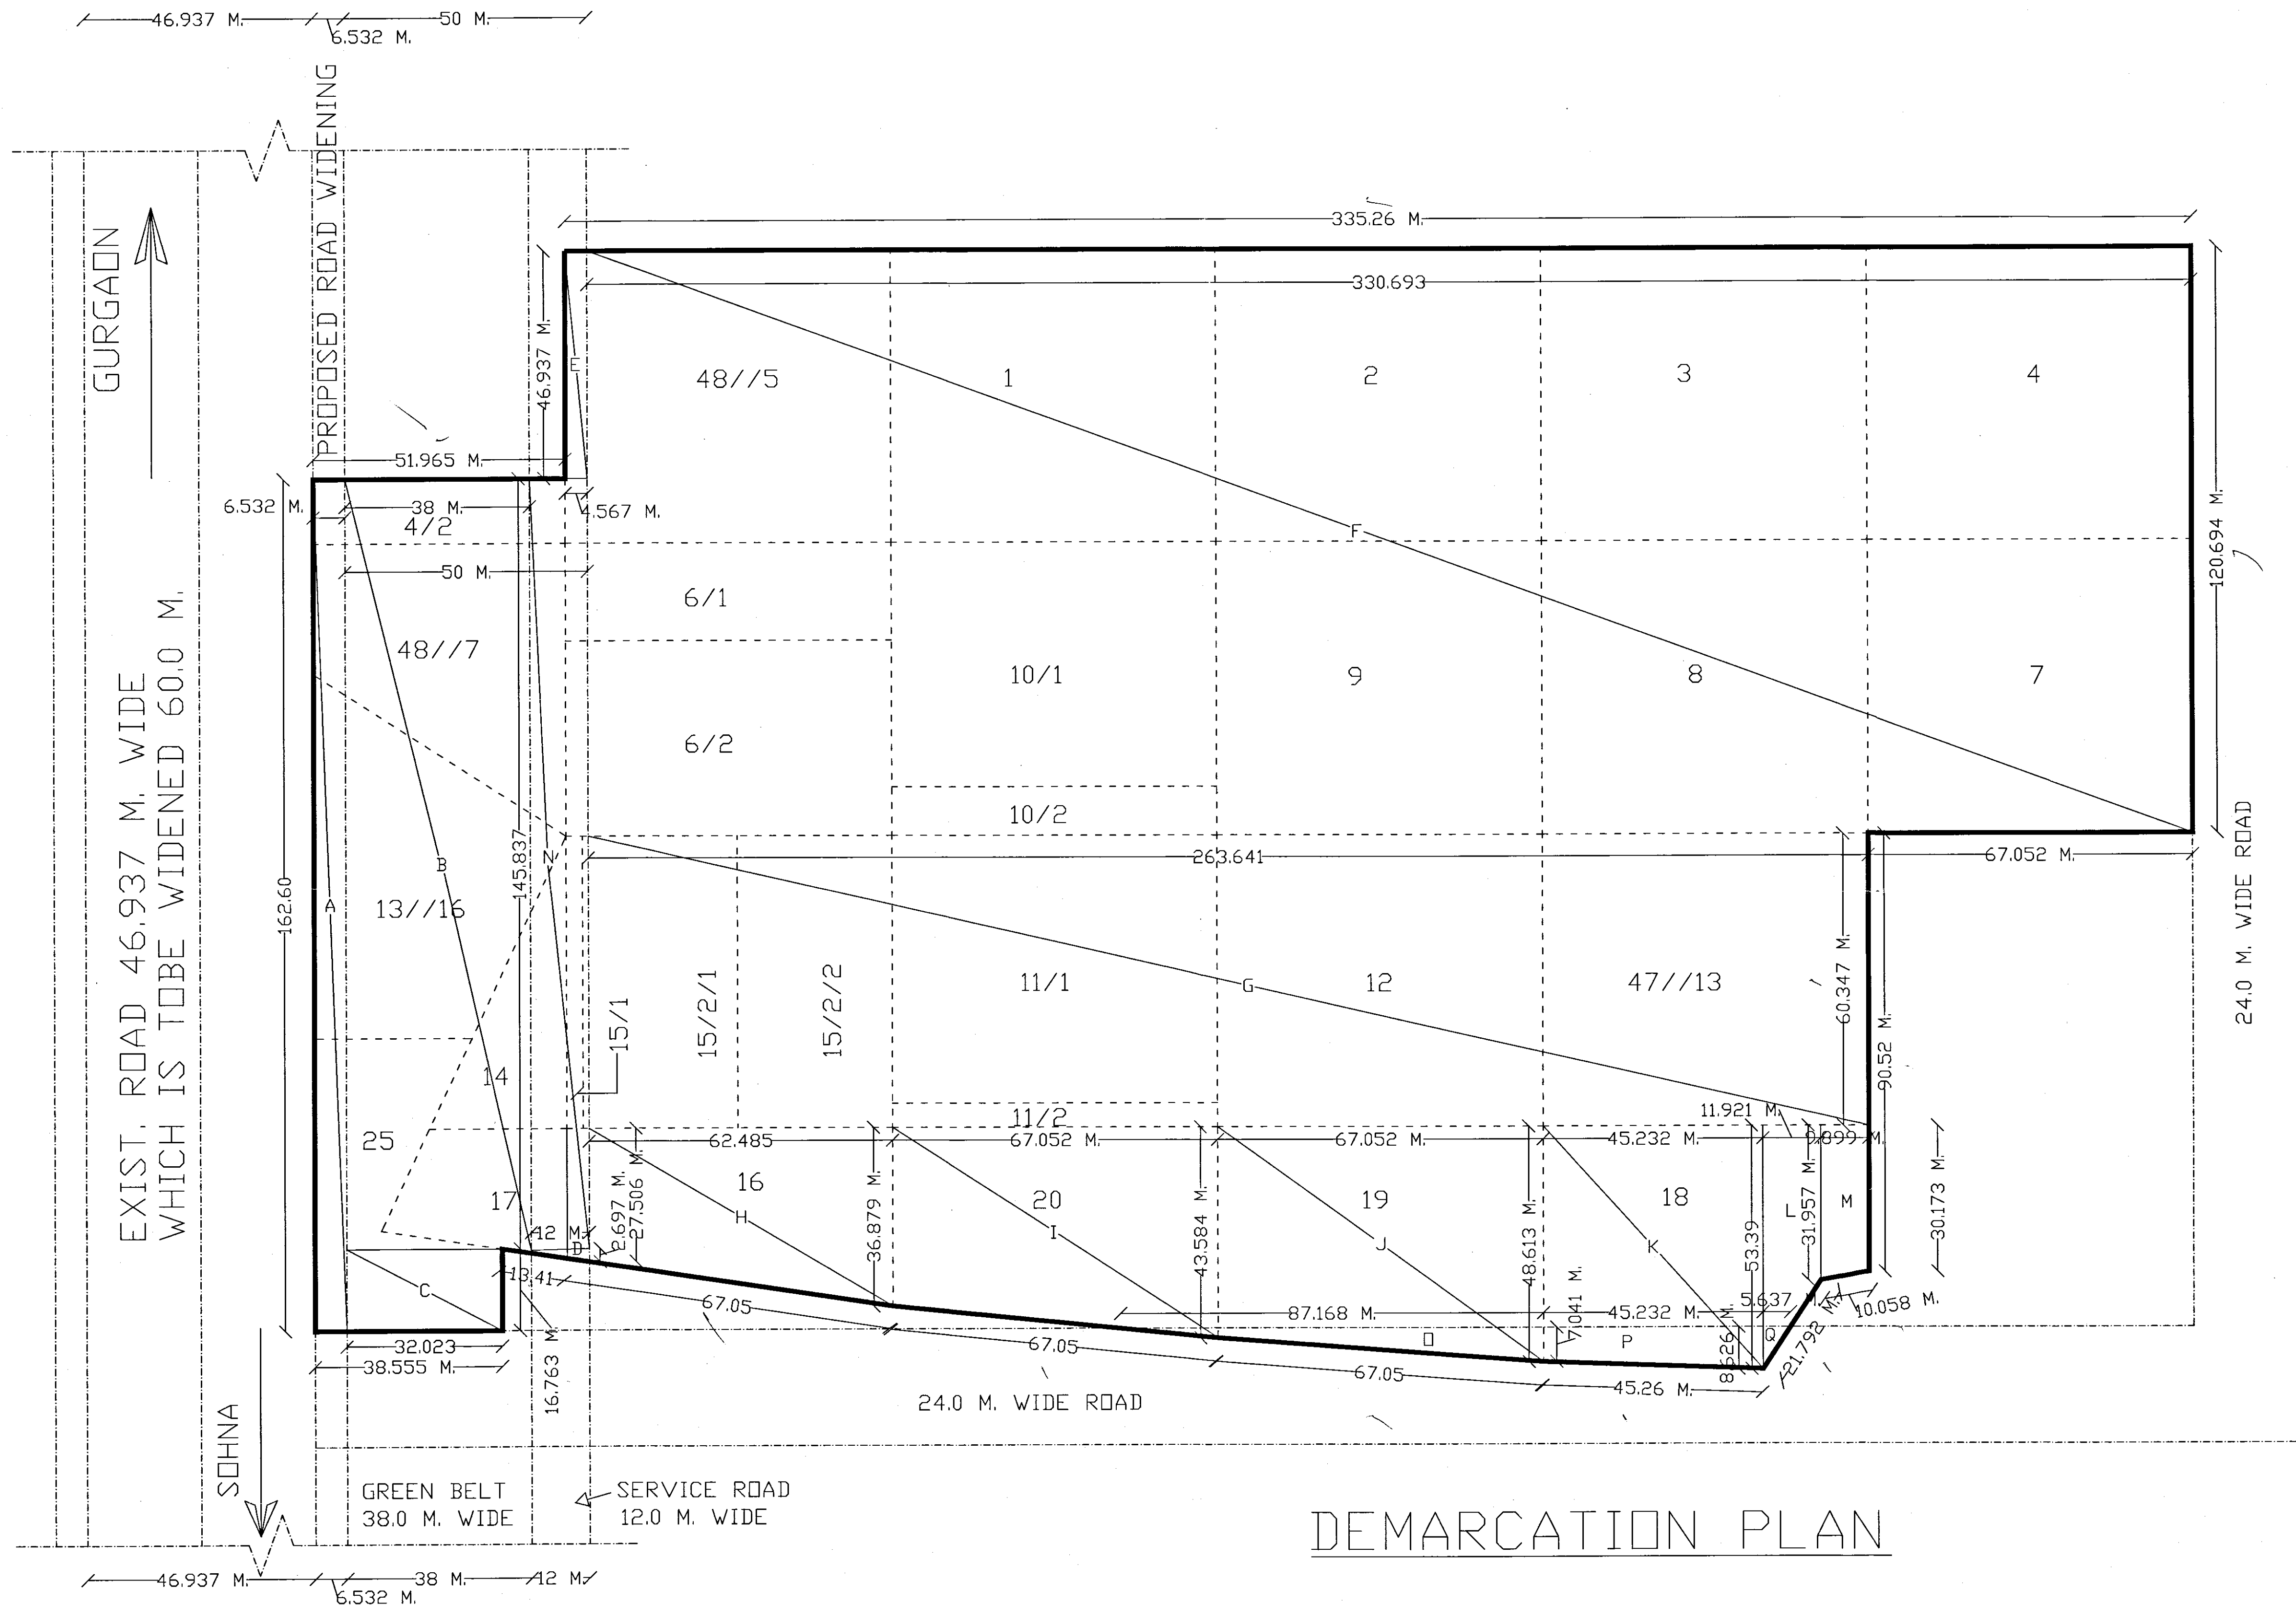 46.937 M.
50 M.
6.532 M.
PROPOSED ROAD WIDENING
GURGAON
335.26 M.
330.693
46.937 M.
E
48//5
1
2
3
4
51.965 M.
6.532 M.
38 M.
4.567 M.
4/2
F
120.694 M.
50 M.
6/1
48//7
10/1
9
8
7
6/2
10/2
EXIST. ROAD 46.937 M. WIDE
WHICH IS TOBE WIDENED 60.0 M.
162.60
A
B
145.837
N
263.641
67.052 M.
24.0 M. WIDE ROAD
13//16
15/1
15/2/1
15/2/2
11/1
G
12
47//13
60.347 M.
90.52 M.
14
11/2
11.921 M.
25
62.485
67.052 M.
67.052 M.
45.232 M.
9.899 M.
17
16
20
19
18
L
M
H
I
J
K
12 M.
D
2.697 M.
27.506 M.
36.879 M.
43.584 M.
48.613 M.
53.39
31.957 M.
30.173 M.
C
13.41
67.05
87.168 M.
7.041 M.
45.232 M.
8.626 M.
5.637 M.
10.058 M.
21.792 M.
O
P
Q
32.023
38.555 M.
16.763 M.
67.05
67.05
45.26 M.
24.0 M. WIDE ROAD
SOHNA
GREEN BELT
38.0 M. WIDE
SERVICE ROAD
12.0 M. WIDE
DEMARCATION PLAN
46.937 M.
38 M.
12 M.
6.532 M.